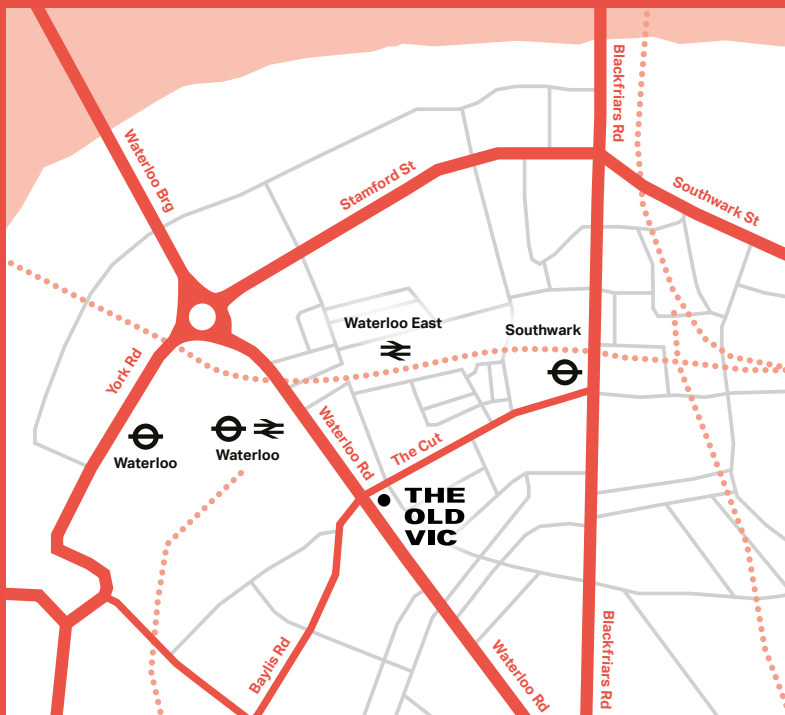 Blackfriars Rd
Waterloo Brg
Stamford St
Southwark St
Waterloo East
Southwark
York Rd
Waterloo Rd
The Cut
Waterloo
Waterloo
THE
OLD
VIC
Baylis Rd
Waterloo Rd
Blackfriars Rd